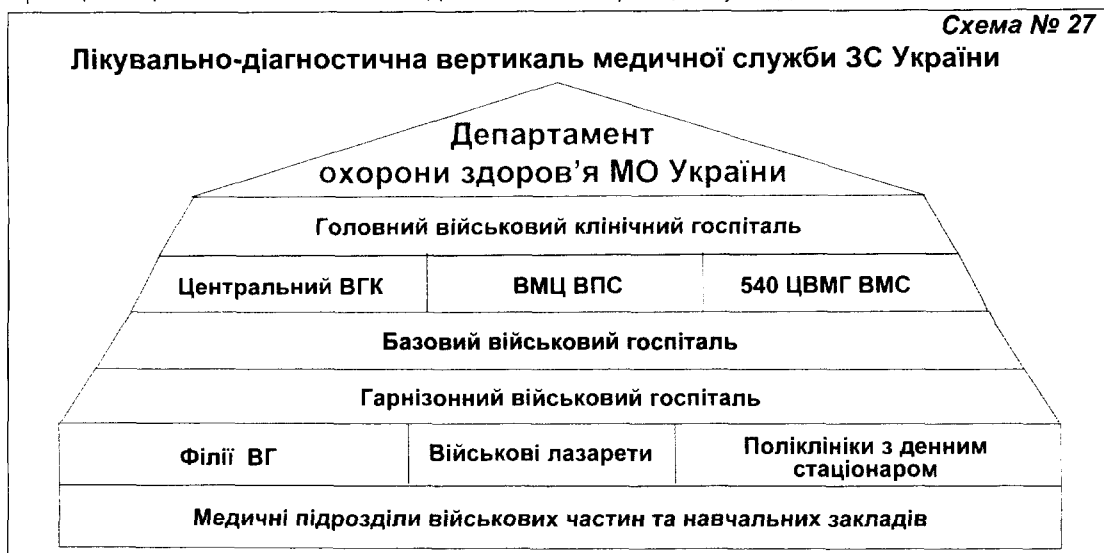 Схема № 27
Лікувально-діагностична вертикаль медичної служби ЗС України
Департамент
охорони здоров'я МО України
Головний військовий клінічний госпіталь
Центральний ВГК ВМЦ ВПС 540 ЦВМГ ВМС
Базовий військовий госпіталь
Гарнізонний військовий госпіталь
Філії ВГ Військові лазарети Поліклініки з денним
стаціонаром
Медичні підрозділи військових частин та навчальних закладів